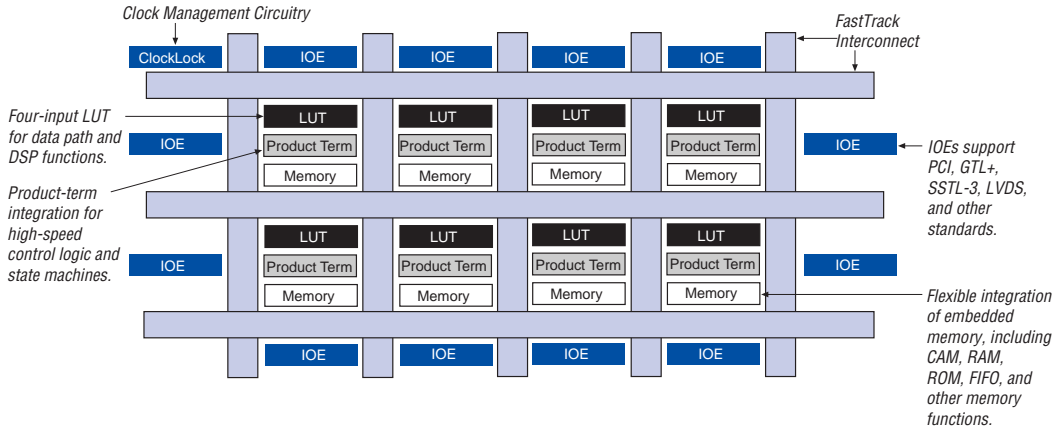 Clock Management Circuitry
FastTrack
Interconnect
ClockLock
IOE
IOE
IOE
IOE
Four-input LUT
for data path and
DSP functions.
LUT
LUT
LUT
LUT
IOE
Product Term
Product Term
Product Term
Product Term
IOE
IOEs support
PCI, GTL+,
SSTL-3, LVDS,
and other
standards.
Memory
Memory
Memory
Memory
Product-term
integration for
high-speed
control logic and
state machines.
LUT
LUT
LUT
LUT
IOE
Product Term
Product Term
Product Term
Product Term
IOE
Memory
Memory
Memory
Memory
Flexible integration
of embedded
memory, including
CAM, RAM,
ROM, FIFO, and
other memory
functions.
IOE
IOE
IOE
IOE